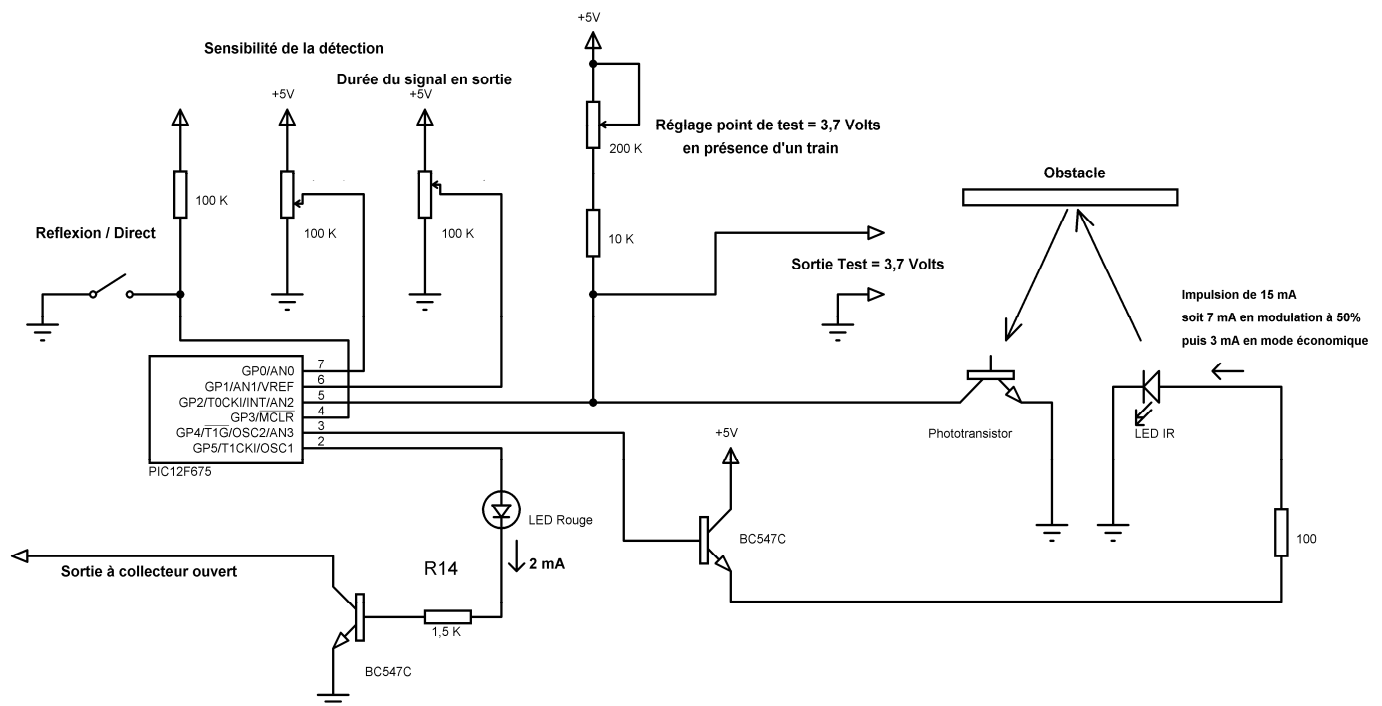 +5V
Sensibilité de la détection
Durée du signal en sortie
+5V
+5V
Réglage point de test = 3,7 Volts
en présence d'un train
200 K
Obstacle
100 K
100 K
100 K
10 K
Reflexion / Direct
Sortie Test = 3,7 Volts
Impulsion de 15 mA
soit 7 mA en modulation à 50%
puis 3 mA en mode économique
GP0/AN0 7
GP1/AN1/VREF 6
GP2/T0CKI/INT/AN2 5
GP3/MCLR 4
GP4/T1G/OSC2/AN3 3
GP5/T1CKI/OSC1 2
PIC12F675
Phototransistor
LED IR
+5V
LED Rouge
BC547C
100
2 mA
Sortie à collecteur ouvert
R14
1,5 K
BC547C